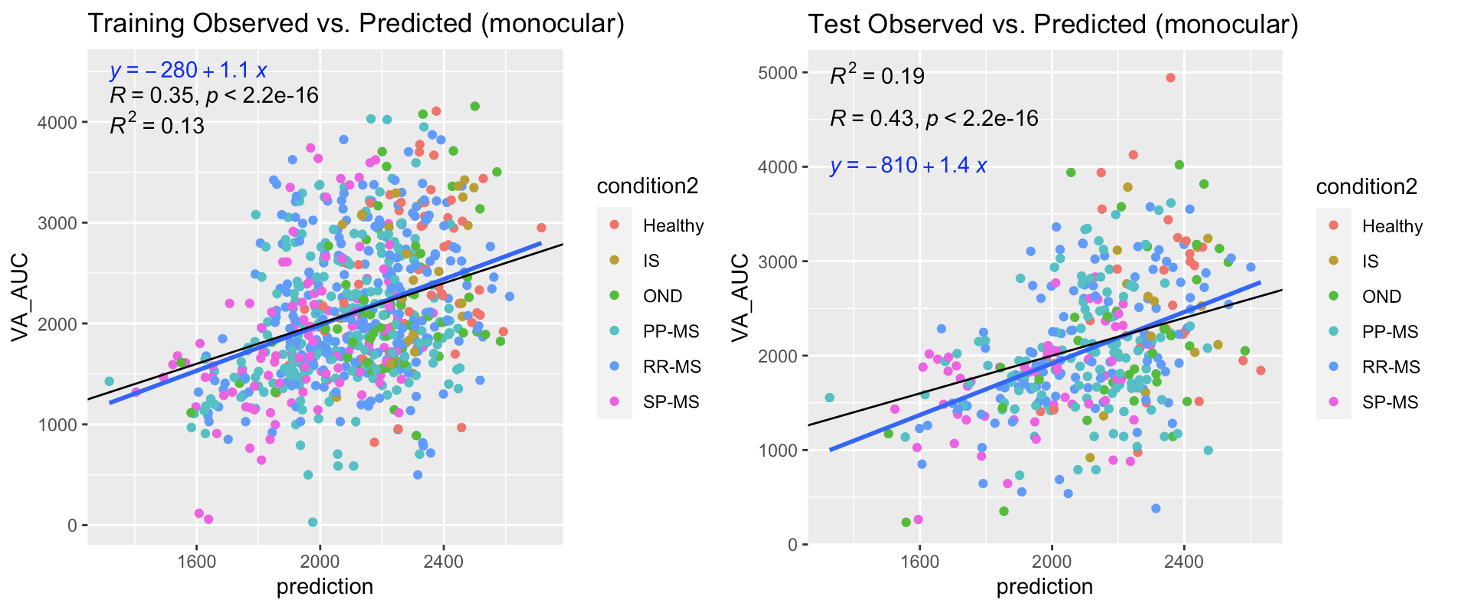 Training Observed vs. Predicted (monocular)
y = −280 + 1.1 x
R = 0.35, p < 2.2e-16
R² = 0.13
VA_AUC
4000
3000
2000
1000
0
1600
2000
2400
prediction
condition2
Healthy
IS
OND
PP-MS
RR-MS
SP-MS
Test Observed vs. Predicted (monocular)
R² = 0.19
R = 0.43, p < 2.2e-16
y = −810 + 1.4 x
VA_AUC
5000
4000
3000
2000
1000
0
1600
2000
2400
prediction
condition2
Healthy
IS
OND
PP-MS
RR-MS
SP-MS